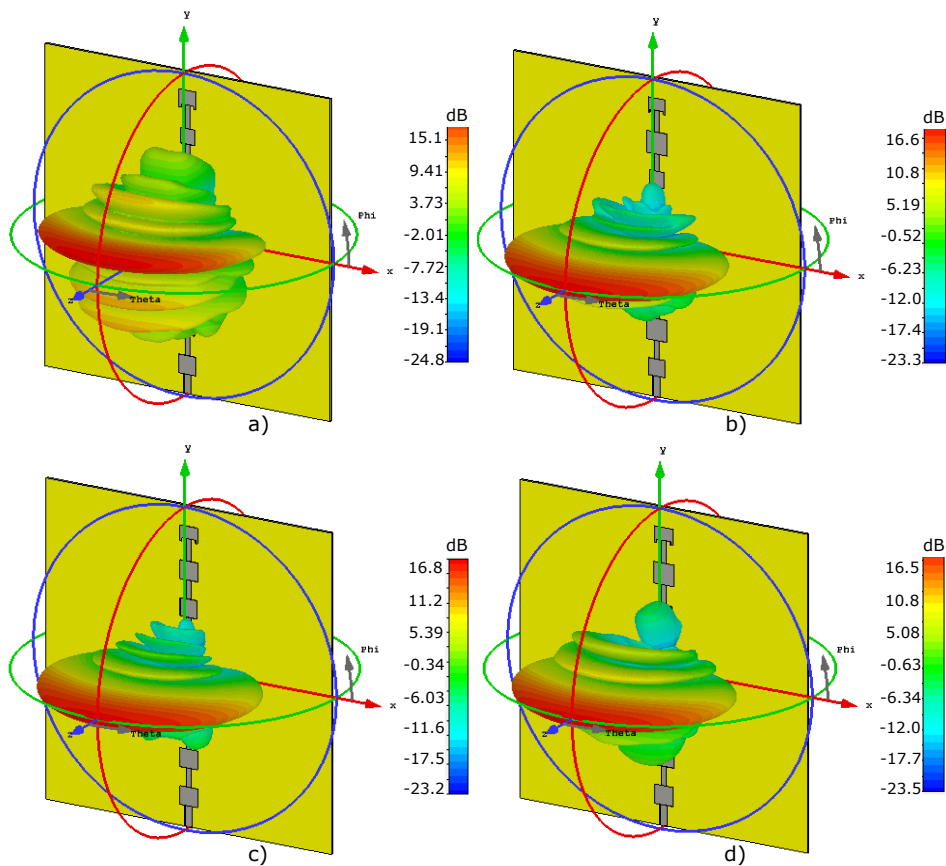 y
dB
15.1
9.41
3.73
-2.01
-7.72
-13.4
-19.1
-24.8
Phi
x
z
Theta
a)
y
dB
16.6
10.8
5.19
-0.52
-6.23
-12.0
-17.4
-23.3
Phi
x
z
Theta
b)
y
dB
16.8
11.2
5.39
-0.34
-6.03
-11.6
-17.5
-23.2
Phi
x
z
Theta
c)
y
dB
16.5
10.8
5.08
-0.63
-6.34
-12.0
-17.7
-23.5
Phi
x
z
Theta
d)